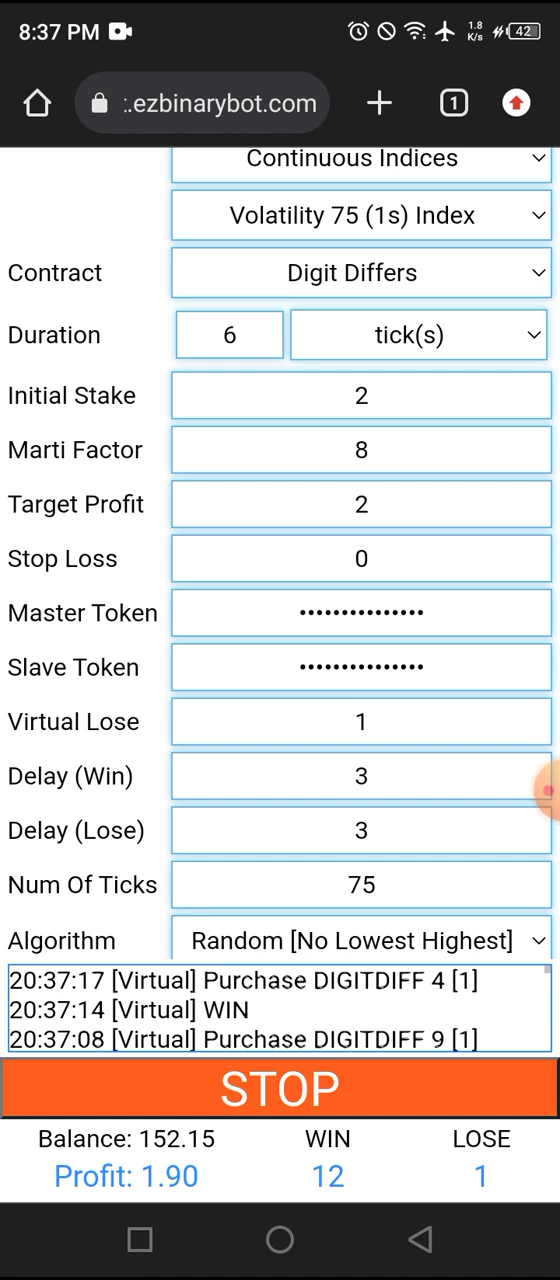 8:37 PM
1.8 K/s
42
:.ezbinarybot.com
1
Continuous Indices
Volatility 75 (1s) Index
Contract Digit Differs
Duration 6 tick(s)
Initial Stake 2
Marti Factor 8
Target Profit 2
Stop Loss 0
Master Token •••••••••••••••
Slave Token •••••••••••••••
Virtual Lose 1
Delay (Win) 3
Delay (Lose) 3
Num Of Ticks 75
Algorithm Random [No Lowest Highest]
20:37:17 [Virtual] Purchase DIGITDIFF 4 [1]
20:37:14 [Virtual] WIN
20:37:08 [Virtual] Purchase DIGITDIFF 9 [1]
STOP
Balance: 152.15 WIN LOSE
Profit: 1.90 12 1